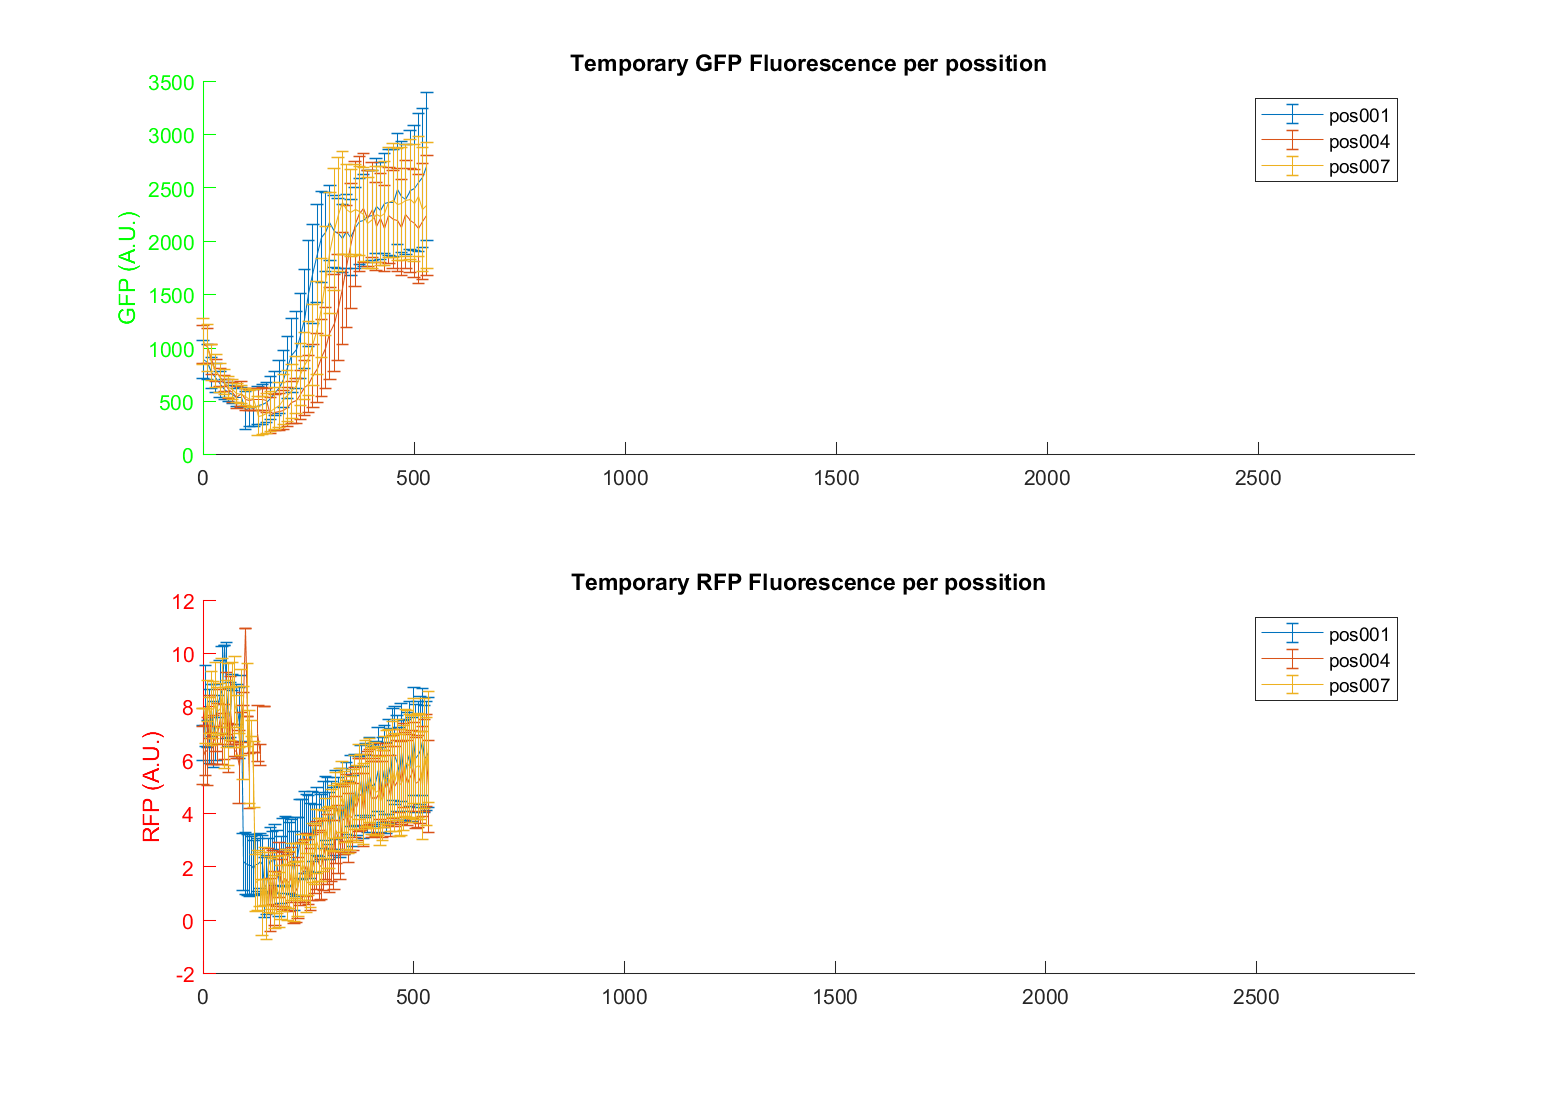 Temporary GFP Fluorescence per possition
3500
3000
2500
2000
1500
1000
500
0
GFP (A.U.)
pos001
pos004
pos007
0 500 1000 1500 2000 2500
Temporary RFP Fluorescence per possition
12
10
8
6
4
2
0
-2
RFP (A.U.)
pos001
pos004
pos007
0 500 1000 1500 2000 2500